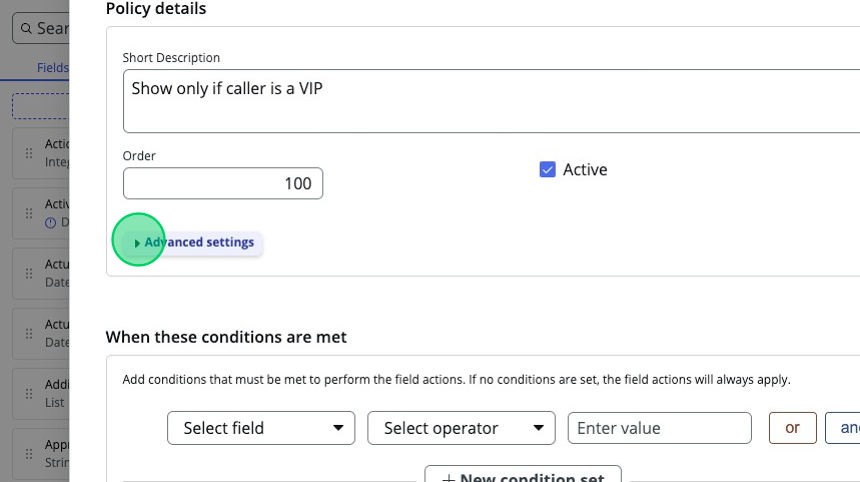 Policy details
Sear
Fields
Short Description
Show only if caller is a VIP
Actio
Integ
Order
100
Active
Activ
D
Advanced settings
Actu
Date
Actu
Date
When these conditions are met
Addi
List
Add conditions that must be met to perform the field actions. If no conditions are set, the field actions will always apply.
Select field
Select operator
Enter value
or
and
Appr
Strin
New condition set